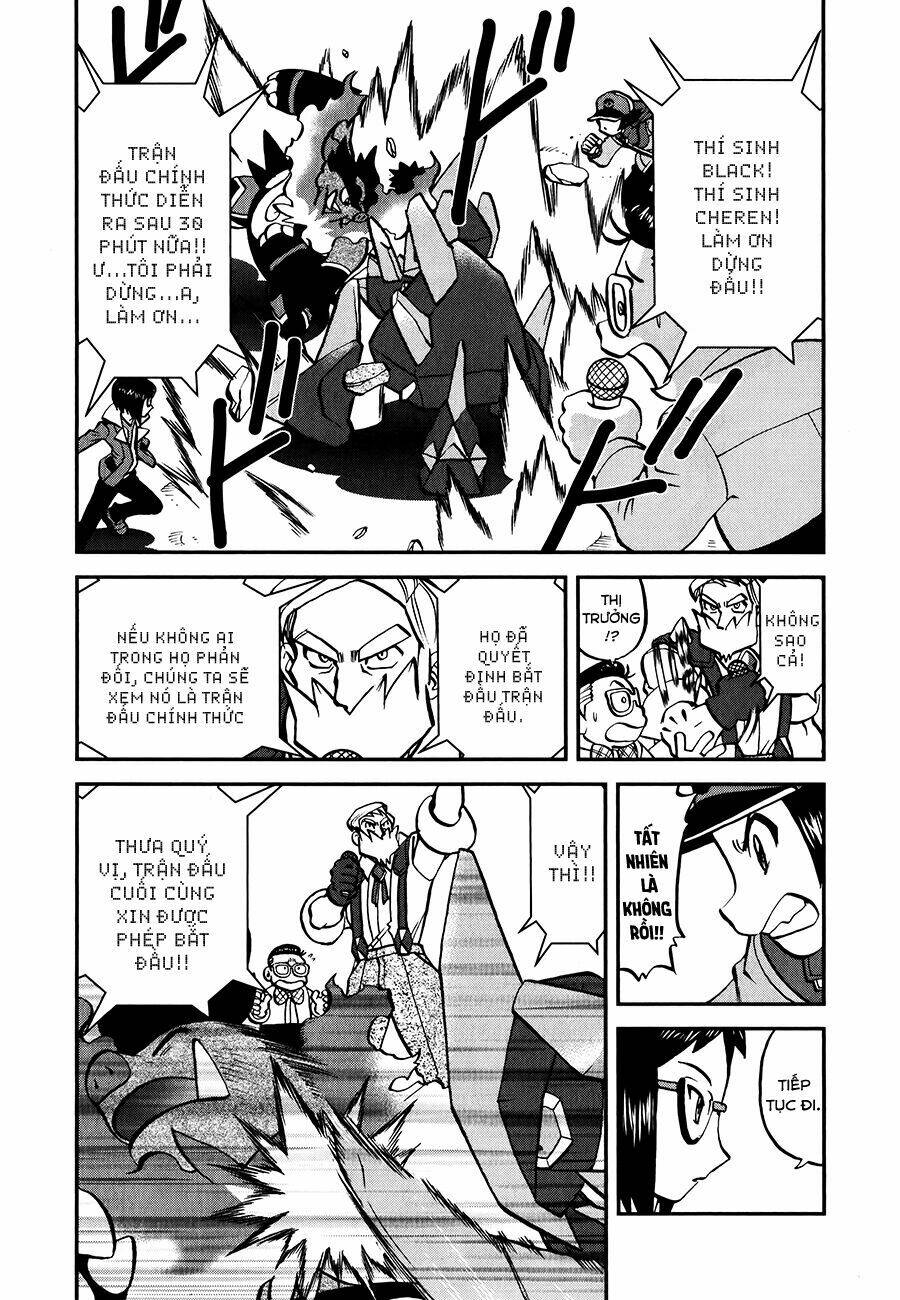 THÍ SINH
BLACK!
THÍ SINH
CHEREN!
LÀM ƠN
DỪNG
ĐẤU!!
TRẬN
ĐẤU CHÍNH
THỨC DIỄN
RA SAU 30
PHÚT NỮA!!
Ư...TÔI PHẢI
DỪNG...A,
LÀM ƠN...
ドドドド
KHÔNG
SAO
CẢ!
THỊ
TRƯỞNG
!?
HỌ ĐÃ
QUYẾT
ĐỊNH BẮT
ĐẦU TRẬN
ĐẤU.
NẾU KHÔNG AI
TRONG HỌ PHẢN
ĐỐI, CHÚNG TA SẼ
XEM NÓ LÀ TRẬN
ĐẤU CHÍNH THỨC
TẤT
NHIÊN LÀ
KHÔNG
RỒI!!
TIẾP
TỤC ĐI.
VẬY
THÌ!!
THƯA QUÝ
VỊ, TRẬN ĐẤU
CUỐI CÙNG
XIN ĐƯỢC
PHÉP BẮT
ĐẦU!!